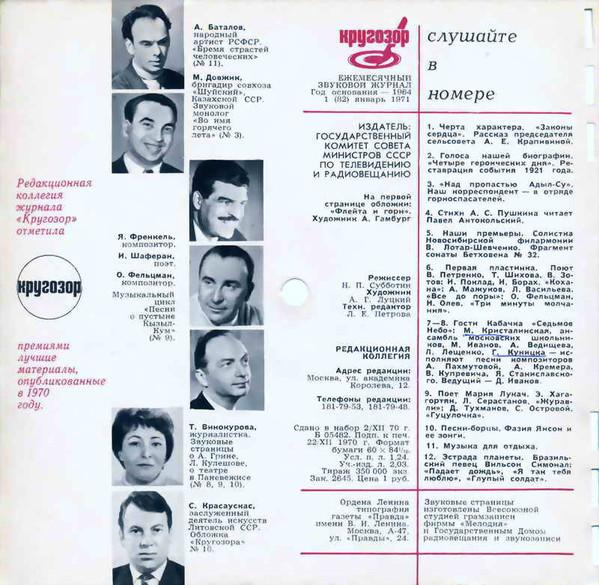 А. Баталов,
народный
артист РСФСР.
«Время страстей
человеческих»
(№ 11).
М. Довжик,
бригадир совхоза
«Шуйский»,
Казахской ССР.
Звуковой
монолог
«Во имя
горячего
лета» (№ 3).
Редакционная
коллегия
журнала
«Кругозор»
отметила
кругозор
премиями
лучшие
материалы,
опубликованные
в 1970
году.
Я. Френкель,
композитор.
И. Шаферан,
поэт.
О. Фельцман,
композитор.
Музыкальный
цикл
«Песни
о пустыне
Кызыл-
Кум»
(№ 9).
Т. Винокурова,
журналистка.
Звуковые
страницы
о А. Грине,
Л. Кулешове,
о театре
в Паневежисе
(№ 8, 9, 10).
С. Красаускас,
заслуженный
деятель искусств
Литовской ССР.
Обложка
«Кругозора»
№ 10.
кругозор
ЕЖЕМЕСЯЧНЫЙ
ЗВУКОВОЙ ЖУРНАЛ
Год основания — 1964
1 (82) январь 1971
ИЗДАТЕЛЬ:
ГОСУДАРСТВЕННЫЙ
КОМИТЕТ СОВЕТА
МИНИСТРОВ СССР
ПО ТЕЛЕВИДЕНИЮ
И РАДИОВЕЩАНИЮ
На первой
странице обложки:
«Флейта и горн».
Художник А. Гамбург
Режиссер
Н. П. Субботин
Художник
А. Г. Луцкий
Техн. редактор
Л. Е. Петрова
РЕДАКЦИОННАЯ
КОЛЛЕГИЯ
Адрес редакции:
Москва, ул. академика
Королева, 12.
Телефоны редакции:
181-79-53, 181-79-48.
Сдано в набор 2/XII 70 г.
Б 05482. Подп. к печ.
22/XII 1970 г. Формат
бумаги 60 × 84¹/₁₆.
Усл. п. л. 1,24.
Уч.-изд. л. 2,03.
Тираж 350 000 экз.
Зак. 2645. Цена 1 руб.
Ордена Ленина
типография
газеты «Правда»
имени В. И. Ленина.
Москва, А-47,
ул. «Правды», 24.
слушайте
в
номере
1. Черта характера. «Законы
сердца». Рассказ председателя
сельсовета А. Е. Крапивиной.
2. Голоса нашей биографии.
«Четыре героических дня». Ре-
ставрация события 1921 года.
3. «Над пропастью Адыл-Су».
Наш корреспондент — в отряде
горноспасателей.
4. Стихи А. С. Пушкина читает
Павел Антокольский.
5. Наши премьеры. Солистка
Новосибирской филармонии
В. Лотар-Шевченко. Фрагмент
сонаты Бетховена № 32.
6. Первая пластинка. Поют
В. Петренко, Т. Шихова, В. Зо-
тов: И. Поклад, И. Борах. «Коха-
на»; А. Мажуков, Л. Васильева.
«Все до поры»; О. Фельцман,
Н. Олев. «Три минуты молча-
ния».
7—8. Гости Кабачка «Седьмое
Небо»: М. Кристалинская, ан-
самбль московских школьни-
ков, М. Иванов, А. Ведищева,
Л. Лещенко, Г. Куницка — ис-
полняют песни композиторов
А. Пахмутовой, А. Кремера,
В. Купревича, Я. Станиславско-
го. Ведущий — Д. Иванов.
9. Поет Мария Лукач. Э. Хага-
гортян, Л. Серастанов. «Журав-
ли»; Д. Тухманов, С. Островой,
«Гуцулочка».
10. Песни-борцы. Фазия Янсон и
ее зонги.
11. Музыка для отдыха.
12. Эстрада планеты. Бразиль-
ский певец Вильсон Симонал:
«Падает дождь», «Я так тебя
люблю», «Глупый солдат».
Звуковые страницы
изготовлены Всесоюзной
студией грамзаписи
фирмы «Мелодия»
и Государственным Домом
радиовещания и звукозаписи